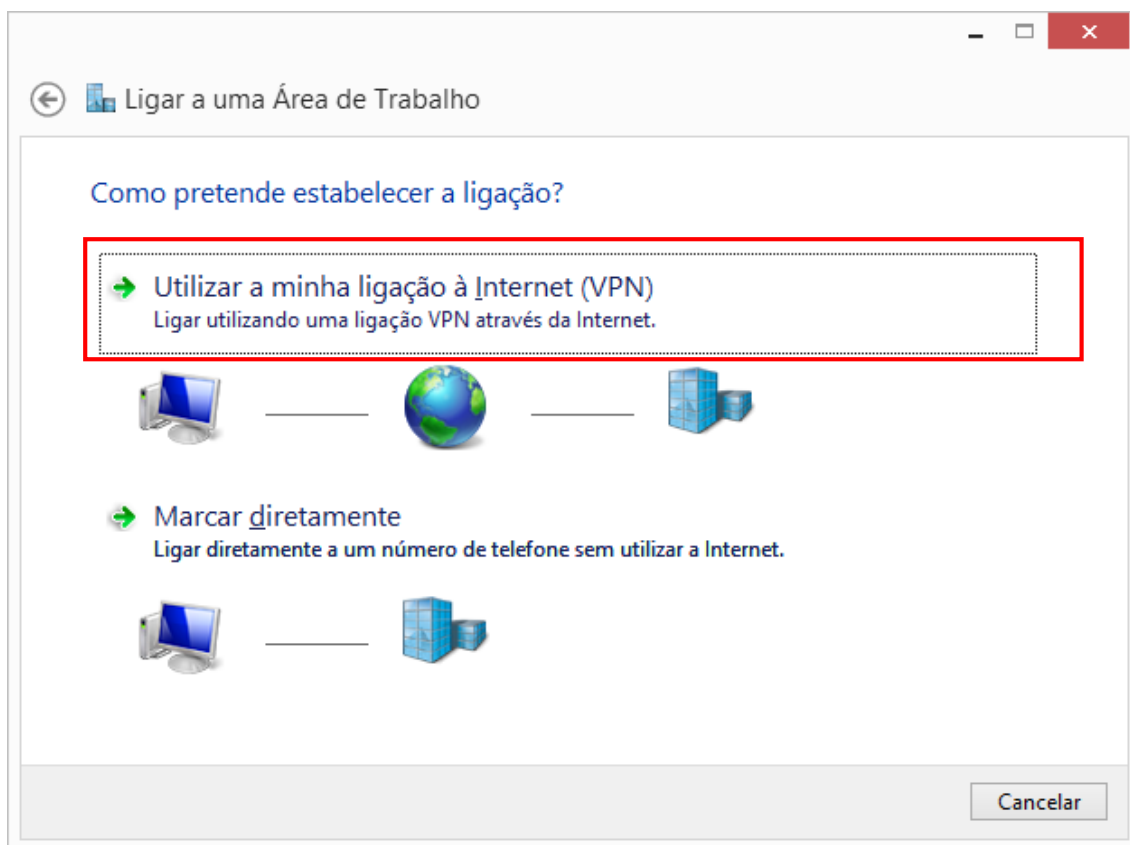 Ligar a uma Área de Trabalho
Como pretende estabelecer a ligação?
Utilizar a minha ligação à Internet (VPN)
Ligar utilizando uma ligação VPN através da Internet.
Marcar diretamente
Ligar diretamente a um número de telefone sem utilizar a Internet.
Cancelar